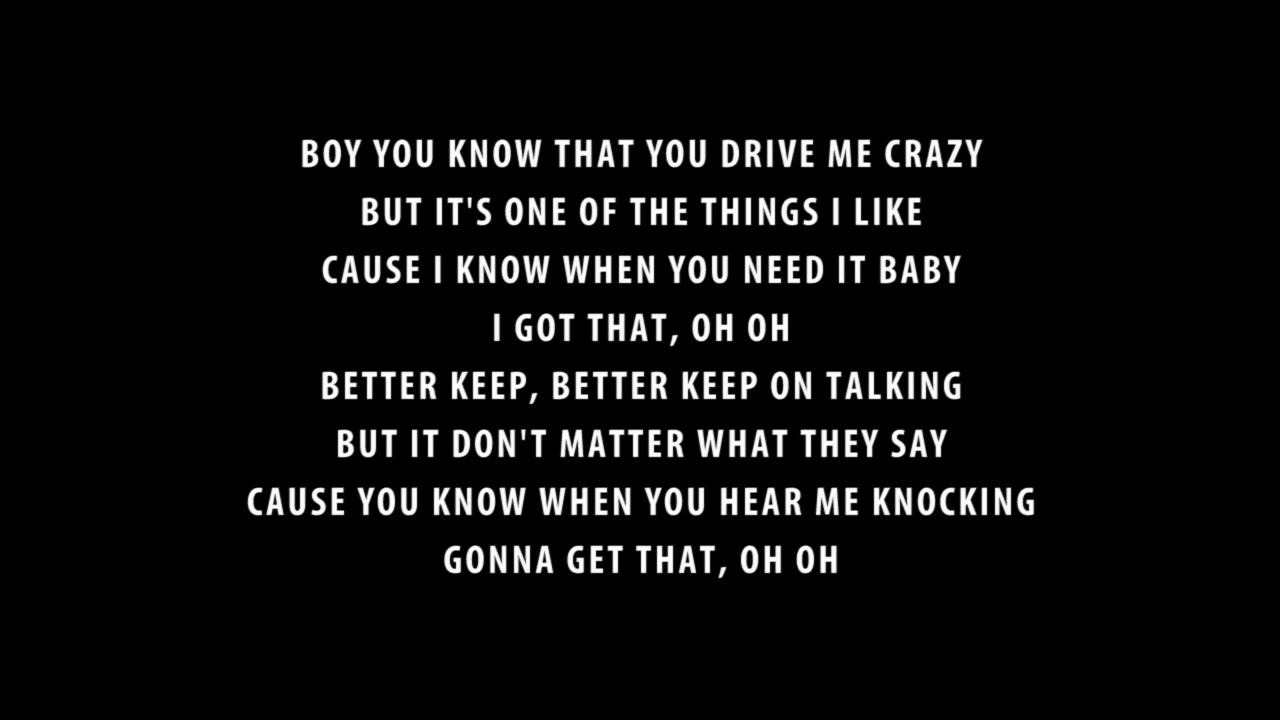 BOY YOU KNOW THAT YOU DRIVE ME CRAZY
BUT IT'S ONE OF THE THINGS I LIKE
CAUSE I KNOW WHEN YOU NEED IT BABY
I GOT THAT, OH OH
BETTER KEEP, BETTER KEEP ON TALKING
BUT IT DON'T MATTER WHAT THEY SAY
CAUSE YOU KNOW WHEN YOU HEAR ME KNOCKING
GONNA GET THAT, OH OH